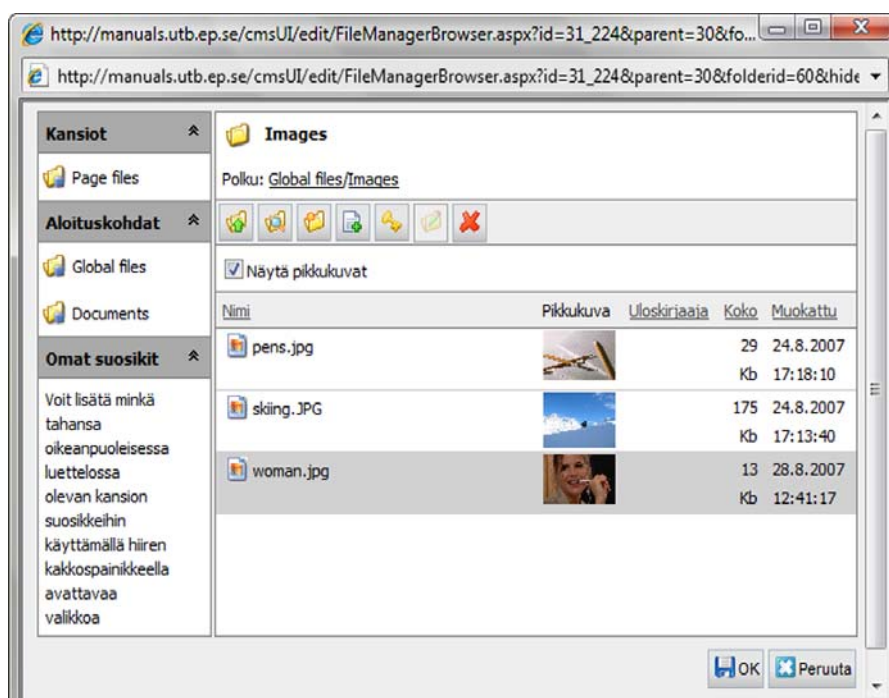 http://manuals.utb.ep.se/cmsUI/edit/FileManagerBrowser.aspx?id=31_224&parent=30&fo...
http://manuals.utb.ep.se/cmsUI/edit/FileManagerBrowser.aspx?id=31_224&parent=30&folderid=60&hide
Kansiot
Page files
Aloituskohdat
Global files
Documents
Omat suosikit
Voit lisätä minkä
tahansa
oikeanpuoleisessa
luettelossa
olevan kansion
suosikkeihin
käyttämällä hiiren
kakkospainikkeella
avattavaa
valikkoa
Images
Polku: Global files/Images
Näytä pikkukuvat
Nimi Pikkukuva Uloskirjaaja Koko Muokattu
pens.jpg 29 24.8.2007
Kb 17:18:10
skiing.JPG 175 24.8.2007
Kb 17:13:40
woman.jpg 13 28.8.2007
Kb 12:41:17
OK Peruuta